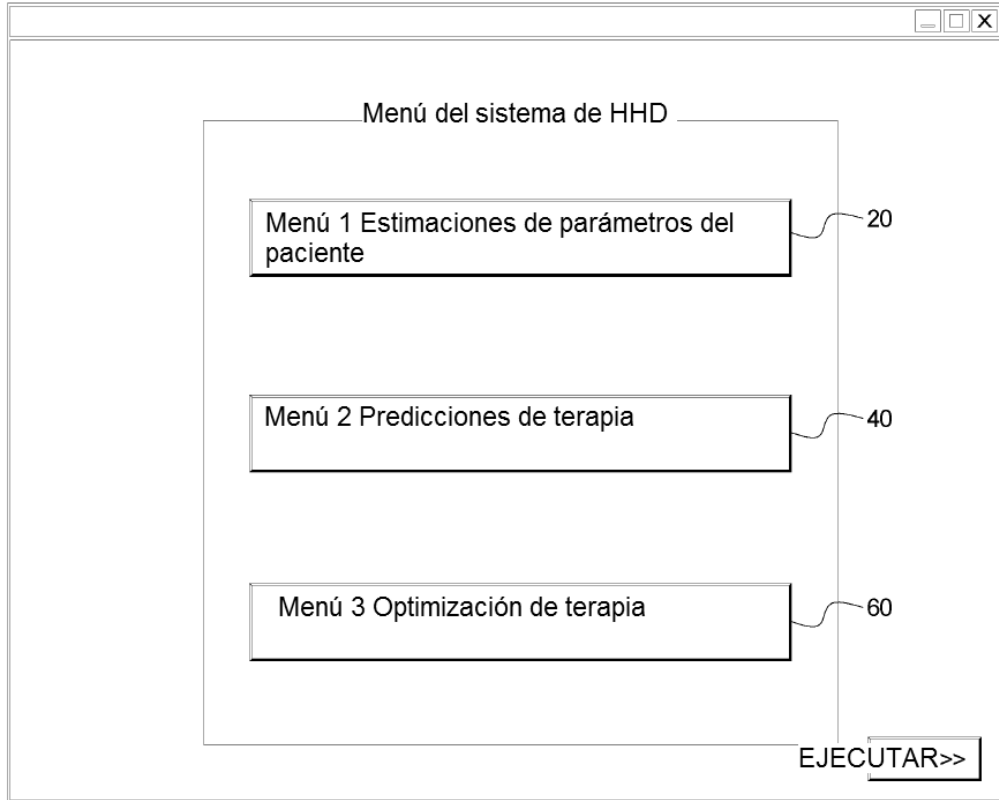 X
Menú del sistema de HHD
Menú 1 Estimaciones de parámetros del
paciente
20
Menú 2 Predicciones de terapia
40
Menú 3 Optimización de terapia
60
EJECUTAR>>